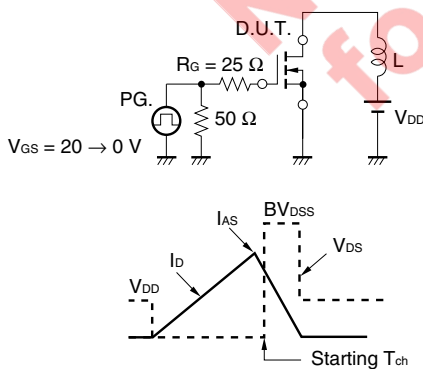 D.U.T.
RG = 25 Ω
L
PG.
50 Ω
VDD
VGS = 20 → 0 V
BVDSS
IAS
ID
VDS
VDD
Starting Tch